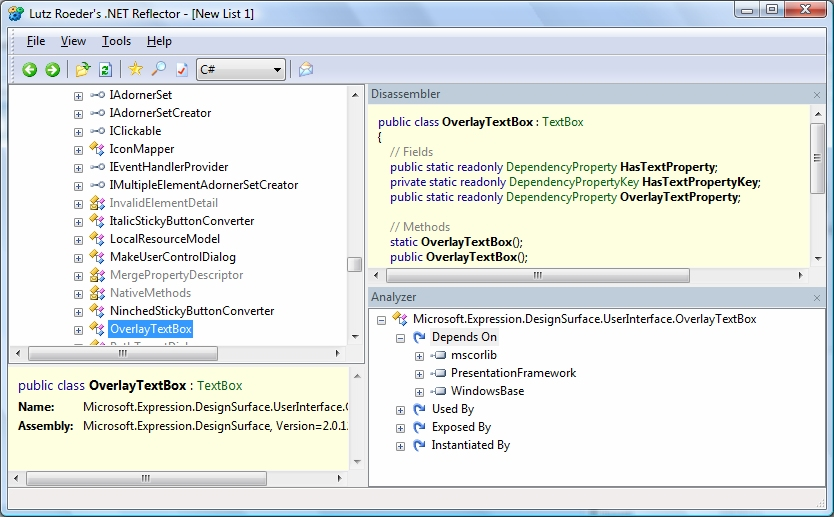 Lutz Roeder's .NET Reflector - [New List 1]
File View Tools Help
C#
IAdornerSet
IAdornerSetCreator
IClickable
IconMapper
IEventHandlerProvider
IMultipleElementAdornerSetCreator
InvalidElementDetail
ItalicStickyButtonConverter
LocalResourceModel
MakeUserControlDialog
MergePropertyDescriptor
NativeMethods
NinchedStickyButtonConverter
OverlayTextBox
public class OverlayTextBox : TextBox
Name: Microsoft.Expression.DesignSurface.UserInterface.
Assembly: Microsoft.Expression.DesignSurface, Version=2.0.1.
Disassembler
public class OverlayTextBox : TextBox
{
// Fields
public static readonly DependencyProperty HasTextProperty;
private static readonly DependencyPropertyKey HasTextPropertyKey;
public static readonly DependencyProperty OverlayTextProperty;
// Methods
static OverlayTextBox();
public OverlayTextBox();
Analyzer
Microsoft.Expression.DesignSurface.UserInterface.OverlayTextBox
Depends On
mscorlib
PresentationFramework
WindowsBase
Used By
Exposed By
Instantiated By